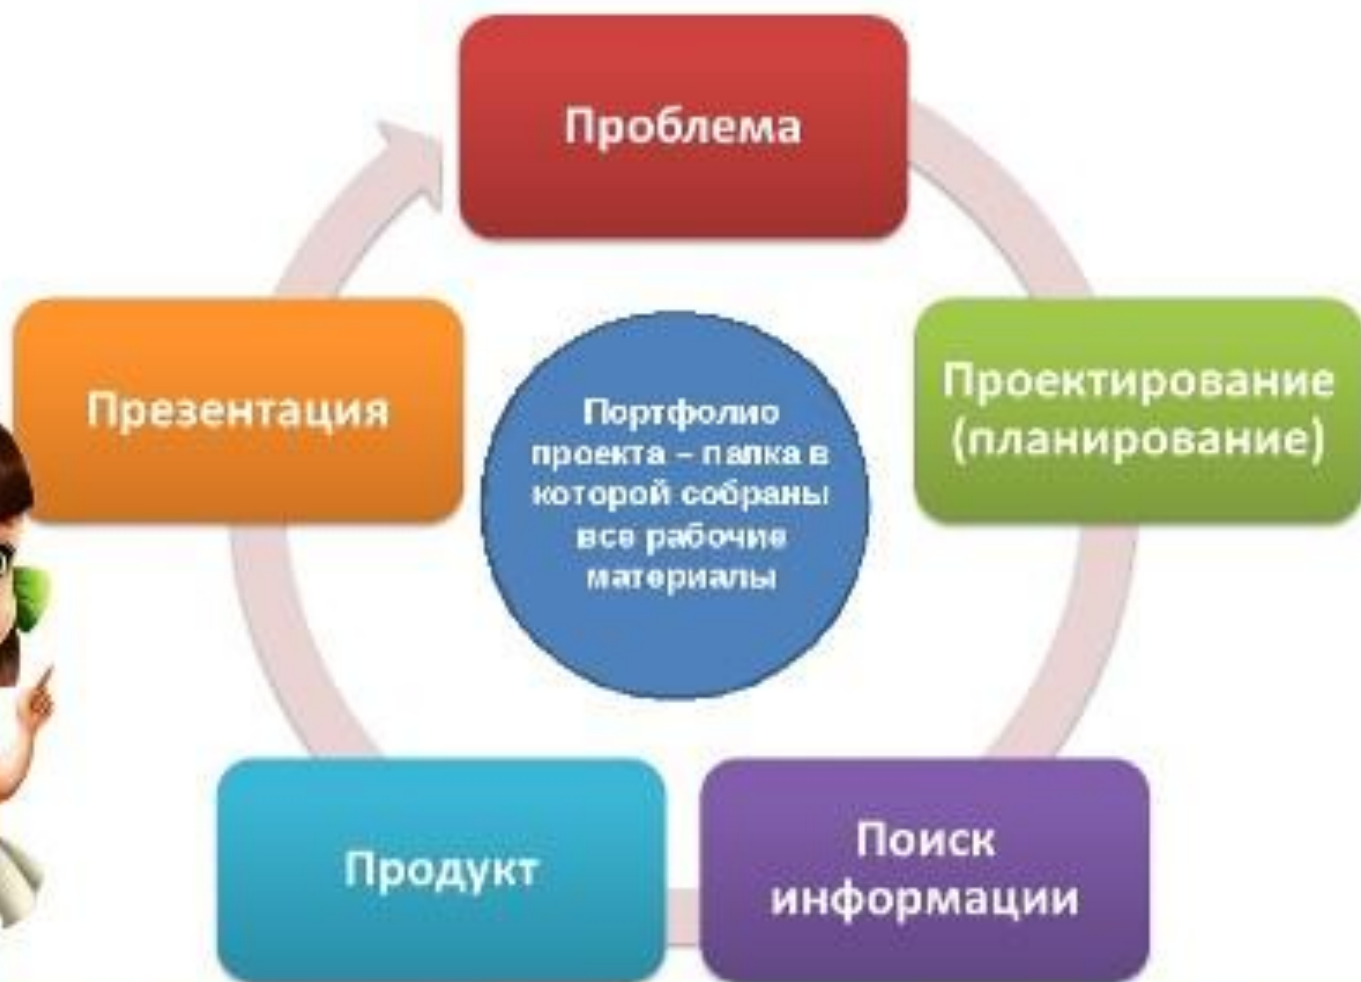 Проблема
Проектирование
(планирование)
Поиск
информации
Продукт
Презентация
Портфолио
проекта – папка в
которой собраны
все рабочие
материалы